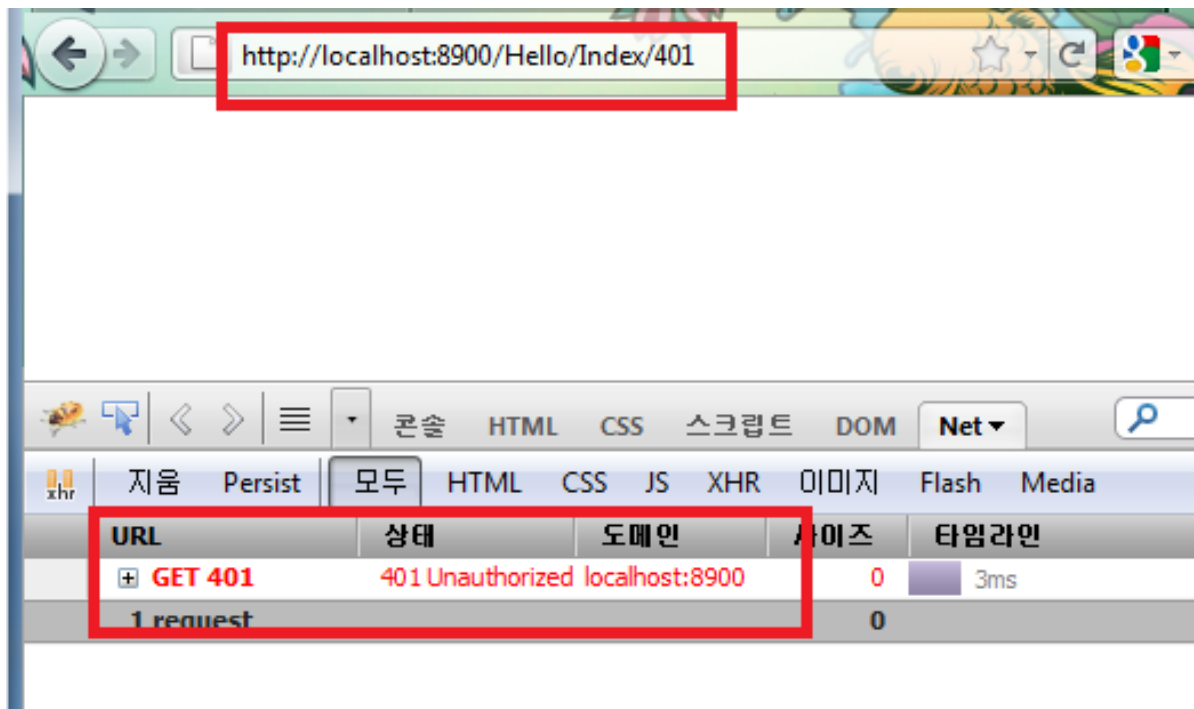 http://localhost:8900/Hello/Index/401
콘솔 HTML CSS 스크립트 DOM Net
xhr 지움 Persist 모두 HTML CSS JS XHR 이미지 Flash Media
URL 상태 도메인 사이즈 타임라인
GET 401 401 Unauthorized localhost:8900 0 3ms
1 request 0